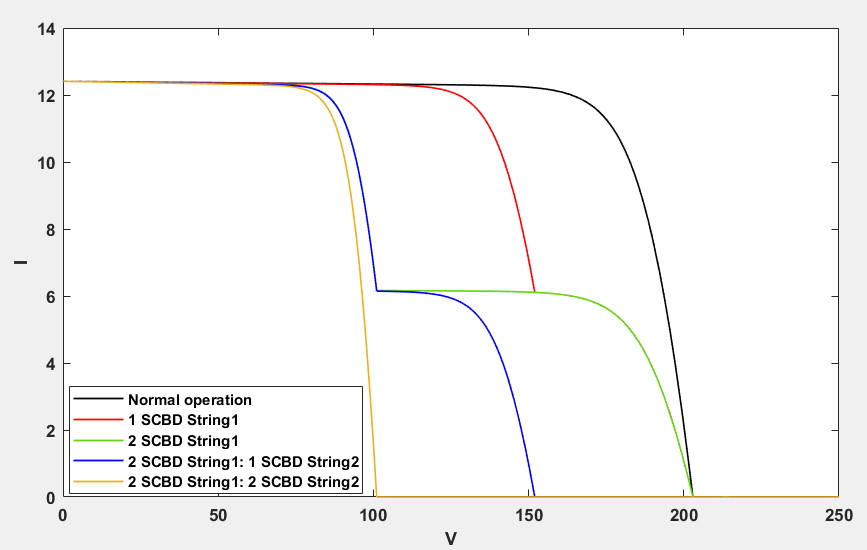 14
12
10
8
6
4
2
0
I
Normal operation
1 SCBD String1
2 SCBD String1
2 SCBD String1: 1 SCBD String2
2 SCBD String1: 2 SCBD String2
0 50 100 150 200 250
V